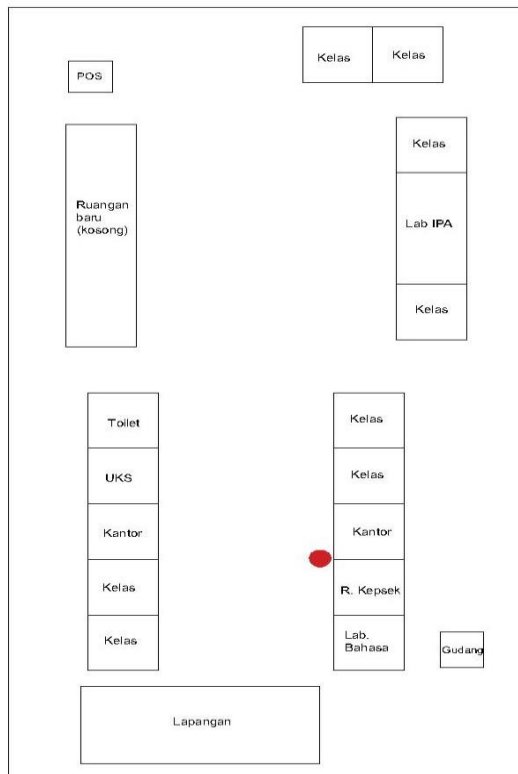 Kelas
Kelas
POS
Kelas
Ruangan
baru
(kosong)
Lab IPA
Kelas
Toilet
Kelas
UKS
Kelas
Kantor
Kantor
Kelas
R. Kepsek
Kelas
Lab.
Bahasa
Gudang
Lapangan